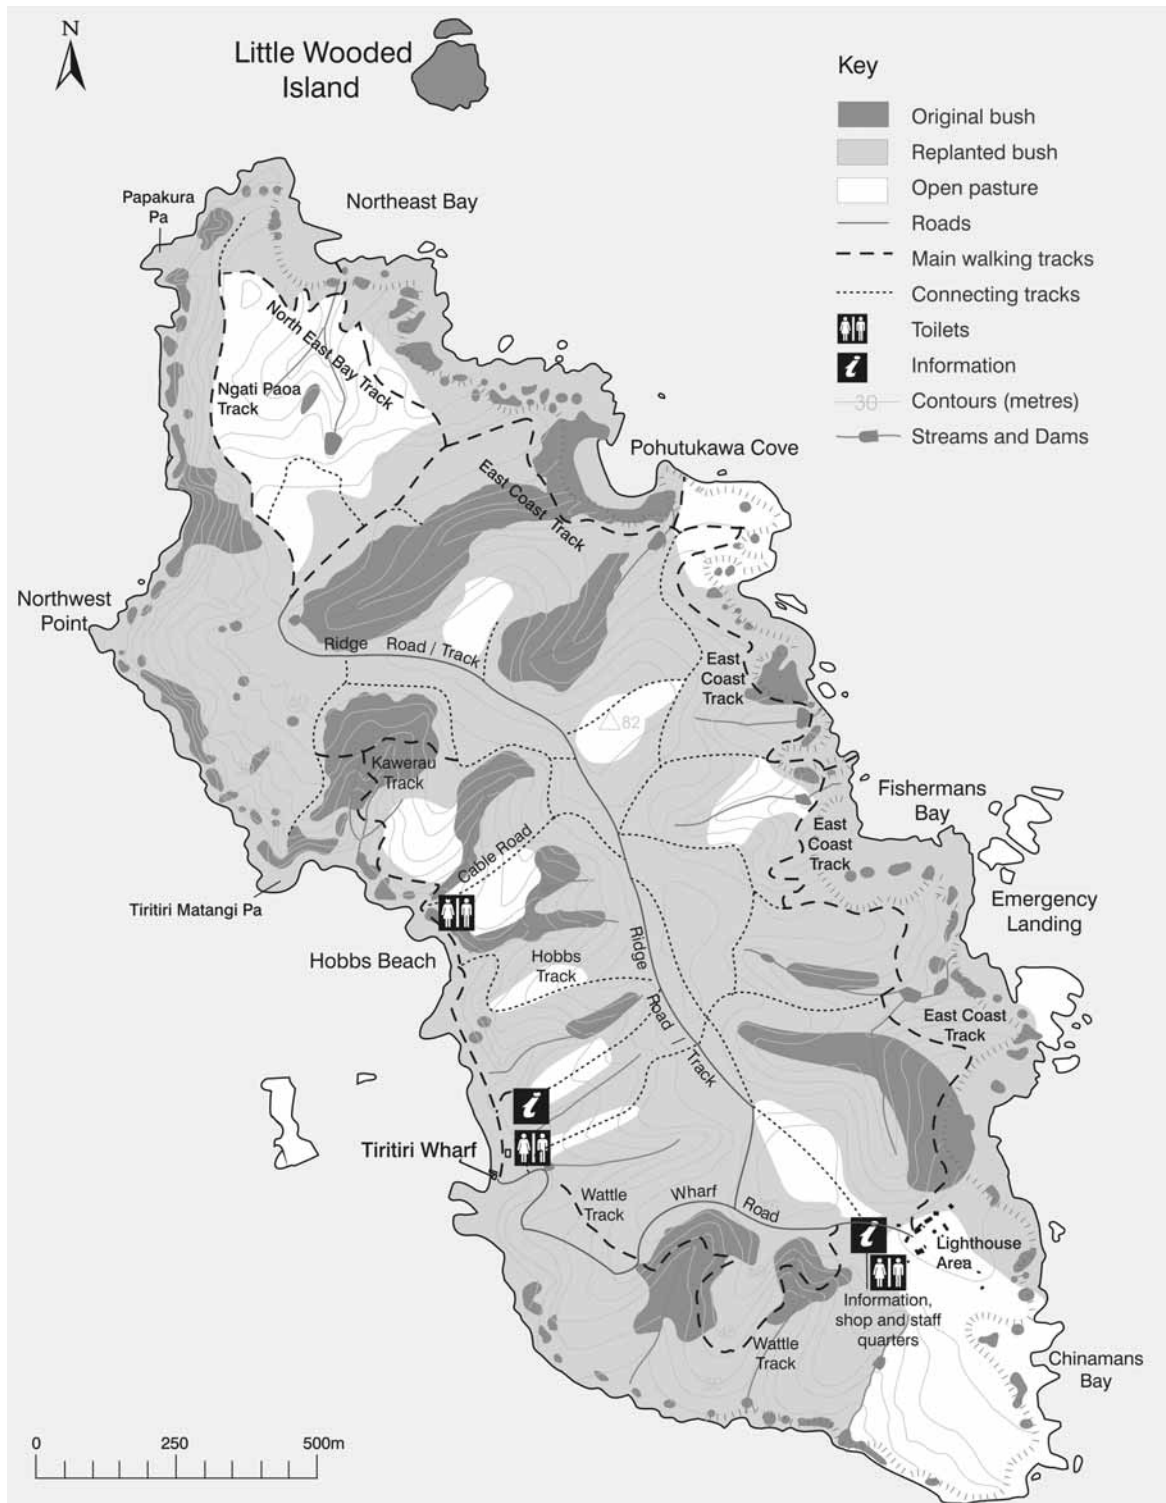 N
Little Wooded
Island
Key
Original bush
Replanted bush
Open pasture
Roads
Main walking tracks
Connecting tracks
Toilets
Information
30
Contours (metres)
Streams and Dams
Papakura
Pa
Northeast Bay
North East Bay Track
Ngati Paoa
Track
Pohutukawa Cove
East Coast Track
Northwest
Point
Ridge Road / Track
East
Coast
Track
82
Kawerau
Track
Fishermans
Bay
East
Coast
Track
Cable Road
Tiritiri Matangi Pa
Emergency
Landing
Hobbs Beach
Hobbs
Track
Ridge Road / Track
East Coast
Track
i
Tiritiri Wharf
Wattle
Track
Wharf Road
i
Lighthouse
Area
Information,
shop and staff
quarters
Wattle
Track
Chinamans
Bay
0 250 500m